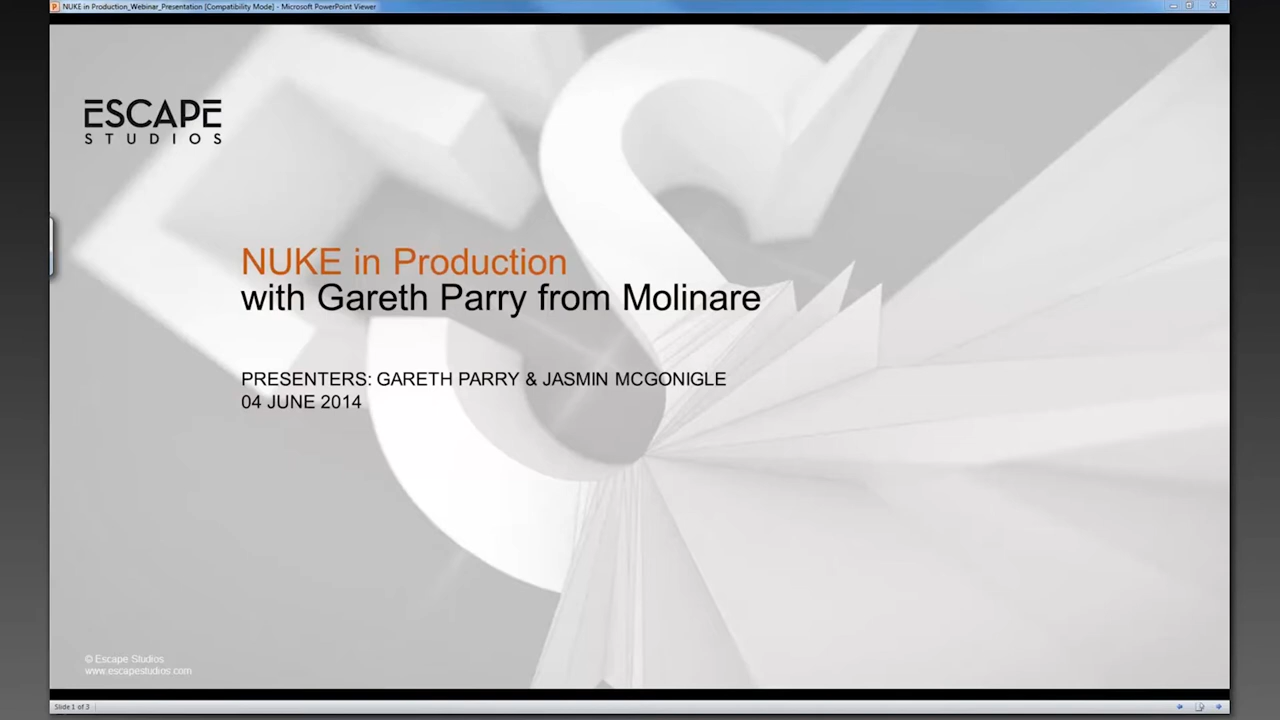 NUKE in Production_Webinar_Presentation [Compatibility Mode] - Microsoft PowerPoint Viewer
ESCAPE
STUDIOS
NUKE in Production
with Gareth Parry from Molinare
PRESENTERS: GARETH PARRY & JASMIN MCGONIGLE
04 JUNE 2014
© Escape Studios
www.escapestudios.com
Slide 1 of 3